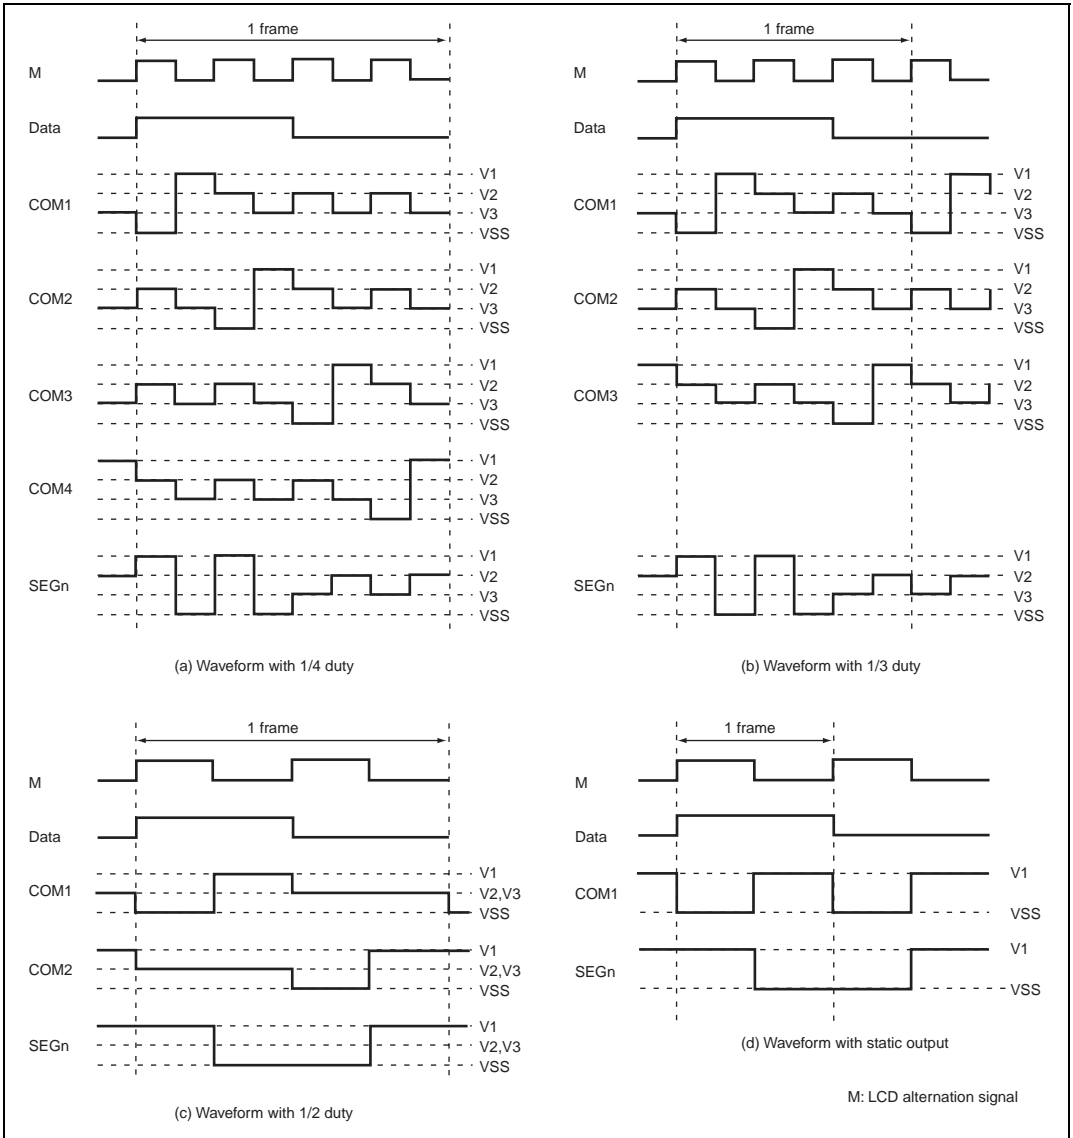 1 frame
M
Data
COM1
V1
V2
V3
VSS
COM2
V1
V2
V3
VSS
COM3
V1
V2
V3
VSS
COM4
V1
V2
V3
VSS
SEGn
V1
V2
V3
VSS
(a) Waveform with 1/4 duty
1 frame
M
Data
COM1
V1
V2
V3
VSS
COM2
V1
V2
V3
VSS
COM3
V1
V2
V3
VSS
SEGn
V1
V2
V3
VSS
(b) Waveform with 1/3 duty
1 frame
M
Data
COM1
V1
V2,V3
VSS
COM2
V1
V2,V3
VSS
SEGn
V1
V2,V3
VSS
(c) Waveform with 1/2 duty
1 frame
M
Data
COM1
V1
VSS
SEGn
V1
VSS
(d) Waveform with static output
M: LCD alternation signal